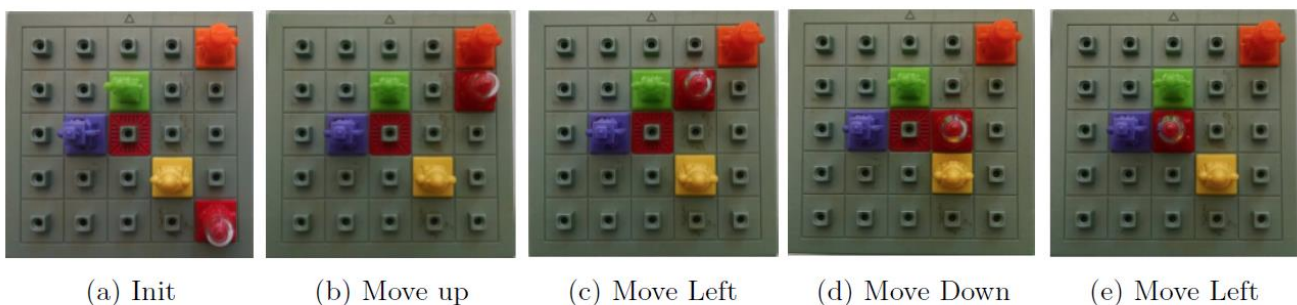 (a) Init
(b) Move up
(c) Move Left
(d) Move Down
(e) Move Left